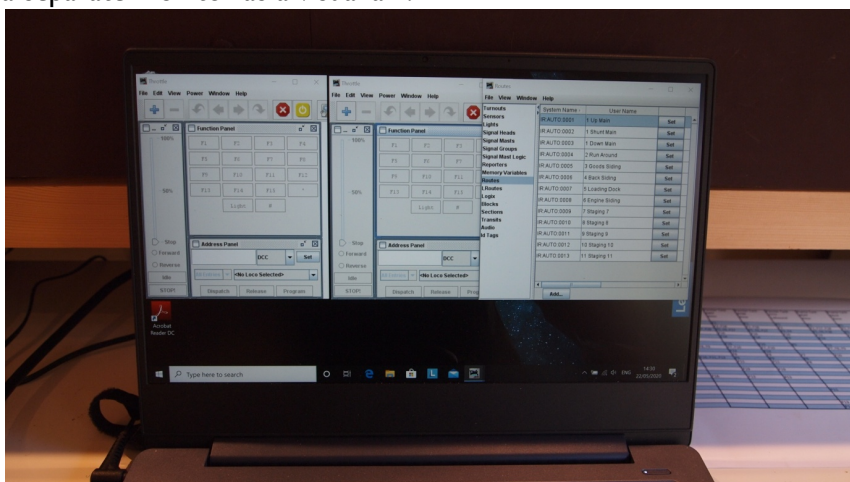 Throttle
File Edit View Power Window Help
100%
50%
Stop
Forward
Reverse
Idle
STOP!
Function Panel
F1 F2 F3 F4
F5 F6 F7 F8
F9 F10 F11 F12
F13 F14 F15 *
Light #
Address Panel
DCC Set
<No Loco Selected>
Dispatch Release Program
Throttle
File Edit View Power Window Help
100%
50%
Stop
Forward
Reverse
Idle
STOP!
Function Panel
F1 F2 F3
F5 F6 F7
F9 F10 F11
F13 F14 F15
Light #
Address Panel
DCC
<No Loco Selected>
Dispatch Release Prog
Routes
File View Window Help
Turnouts
Sensors
Lights
Signal Heads
Signal Masts
Signal Groups
Signal Mast Logic
Reporters
Memory Variables
Routes
LRoutes
Logix
Blocks
Sections
Transits
Audio
Id Tags
System Name User Name
IR:AUTO:0001 1 Up Main Set
IR:AUTO:0002 1 Shunt Main Set
IR:AUTO:0003 1 Down Main Set
IR:AUTO:0004 2 Run Around Set
IR:AUTO:0005 3 Goods Siding Set
IR:AUTO:0006 4 Back Siding Set
IR:AUTO:0007 5 Loading Dock Set
IR:AUTO:0008 6 Engine Siding Set
IR:AUTO:0009 7 Staging 7 Set
IR:AUTO:0010 8 Staging 8 Set
IR:AUTO:0011 9 Staging 9 Set
IR:AUTO:0012 10 Staging 10 Set
IR:AUTO:0013 11 Staging 11 Set
Add...
Acrobat
Reader DC
Type here to search
L
ENG
14:30
22/05/2020